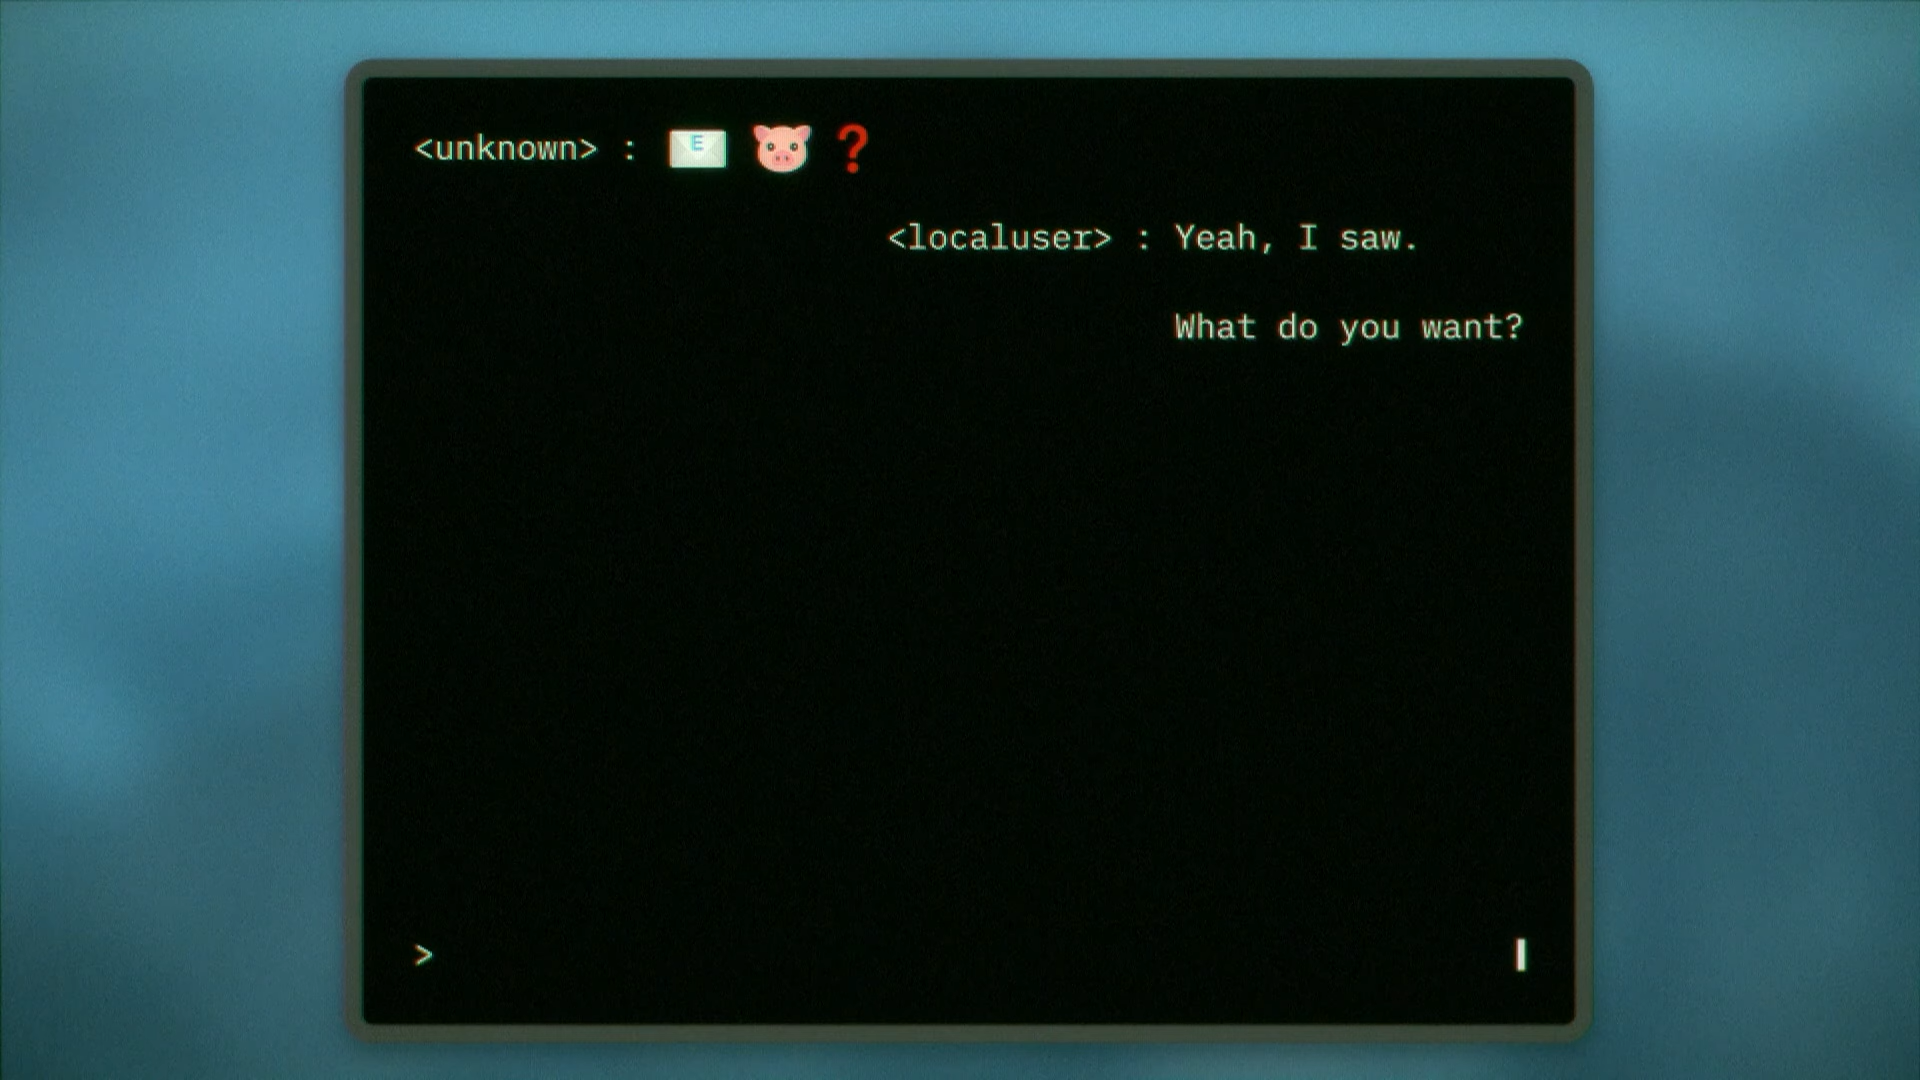 <unknown> : 📧 🐷 ❓
<localuser> : Yeah, I saw.
What do you want?
>